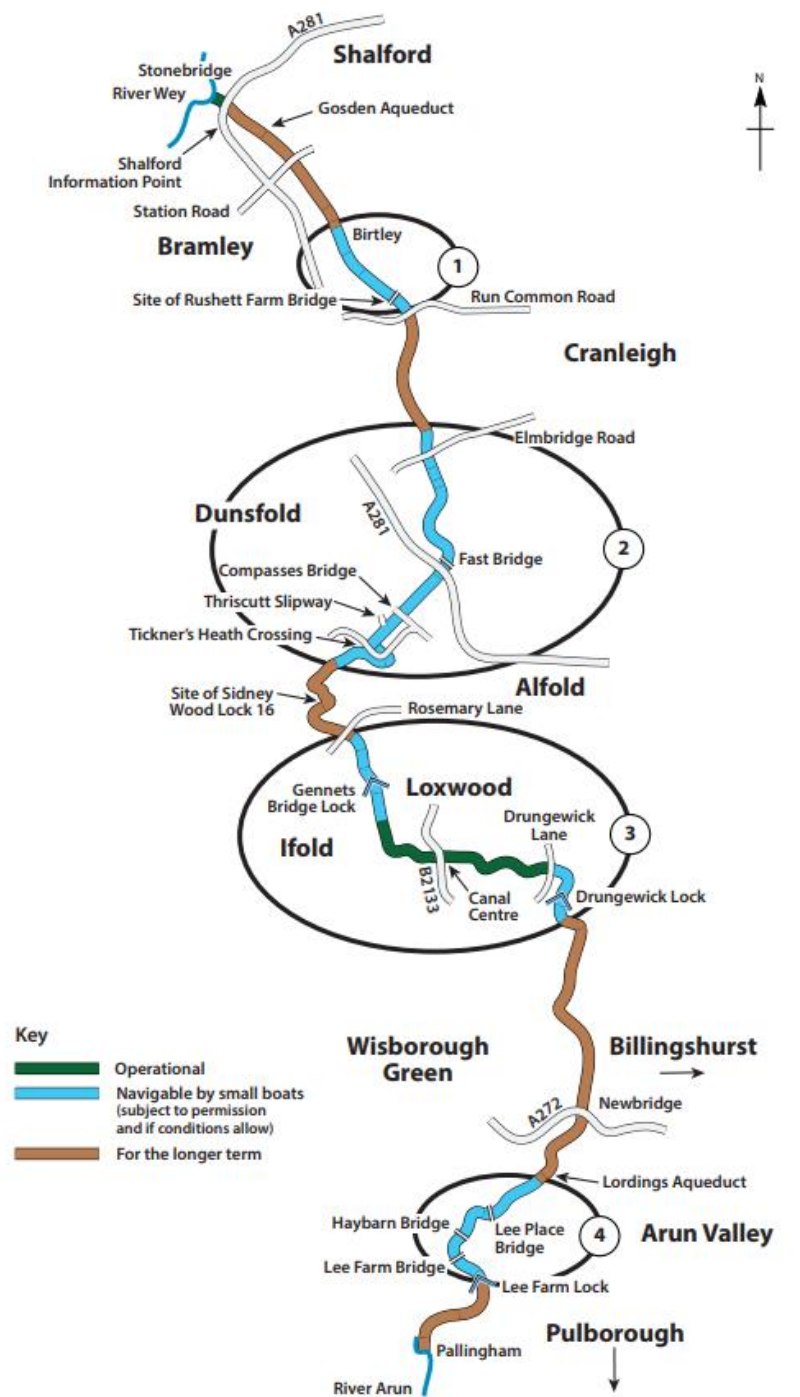 A281
Shalford
Stonebridge
River Wey
Gosden Aqueduct
N
Shalford
Information Point
Station Road
Bramley
Birtley
1
Site of Rushett Farm Bridge
Run Common Road
Cranleigh
Elmbridge Road
Dunsfold
A281
2
Fast Bridge
Compasses Bridge
Thriscutt Slipway
Tickner's Heath Crossing
Alfold
Site of Sidney
Wood Lock 16
Rosemary Lane
Gennets
Bridge Lock
Loxwood
Drungewick
Lane
3
Ifold
B2133
Canal
Centre
Drungewick Lock
Key
Operational
Navigable by small boats
(subject to permission
and if conditions allow)
For the longer term
Wisborough
Green
Billingshurst
A272
Newbridge
Lordings Aqueduct
Haybarn Bridge
Lee Place
Bridge
4
Arun Valley
Lee Farm Bridge
Lee Farm Lock
Pulborough
Pallingham
River Arun